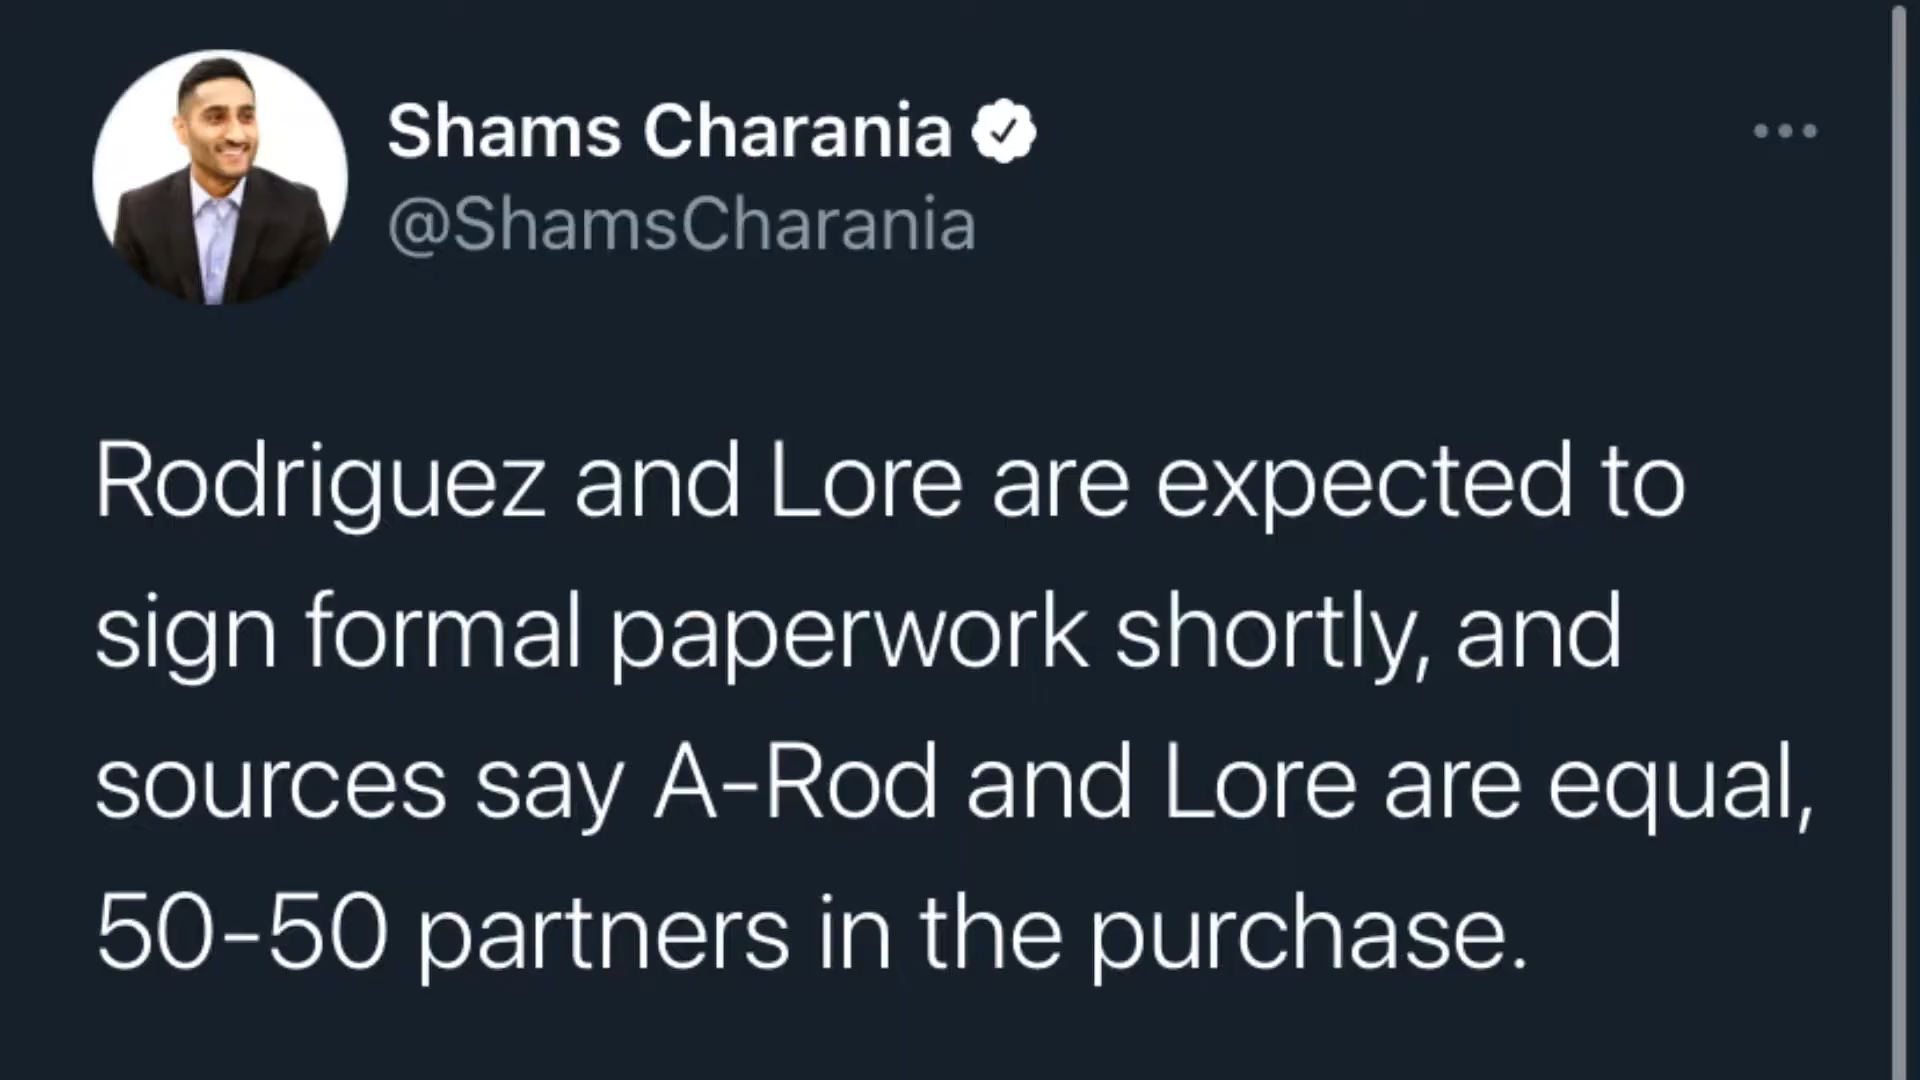 Shams Charania
@ShamsCharania
Rodriguez and Lore are expected to
sign formal paperwork shortly, and
sources say A-Rod and Lore are equal,
50-50 partners in the purchase.